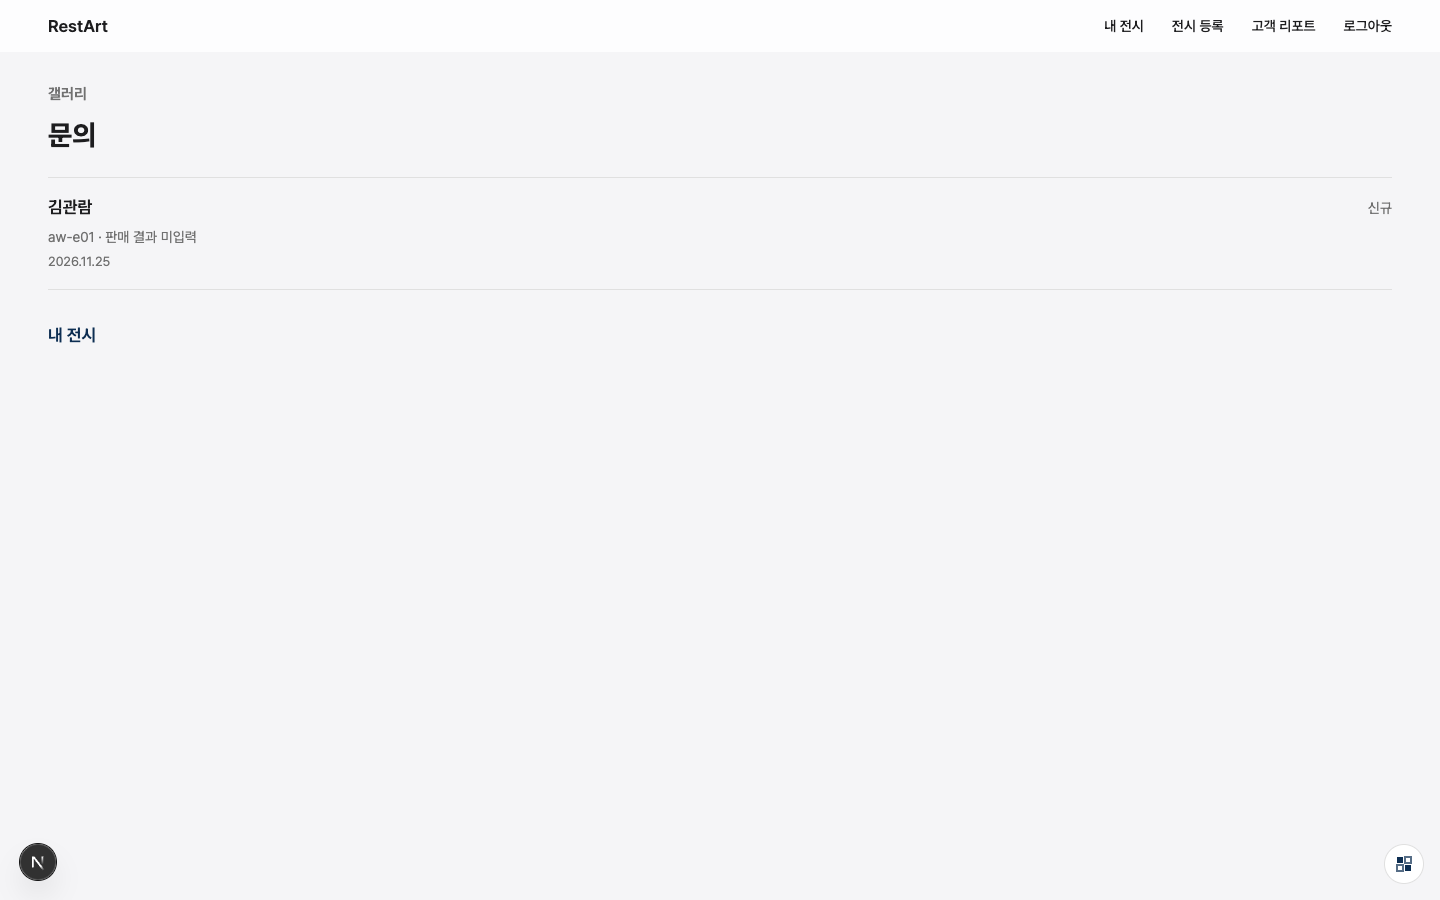 RestArt
내 전시
전시 등록
고객 리포트
로그아웃
갤러리
문의
김관람
신규
aw-e01 · 판매 결과 미입력
2026.11.25
내 전시
N